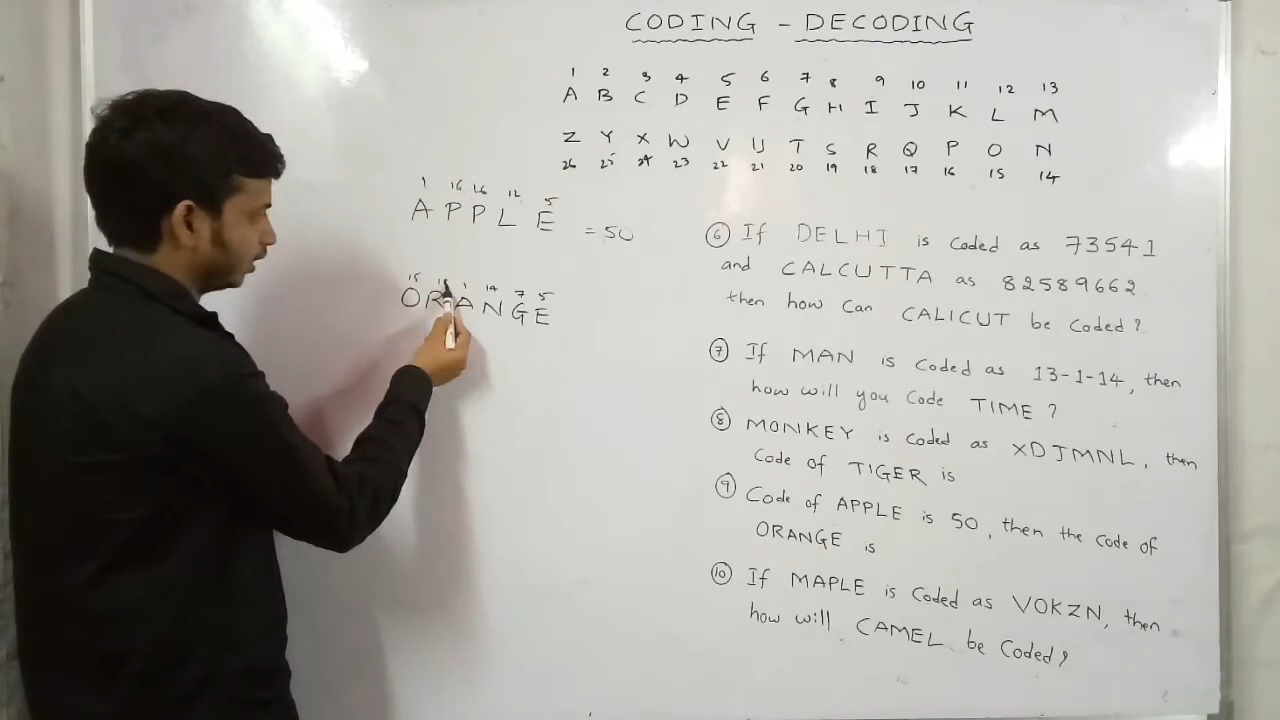 CODING - DECODING
1 2 3 4 5 6 7 8 9 10 11 12 13
A B C D E F G H I J K L M
Z Y X W V U T S R Q P O N
26 25 24 23 22 21 20 19 18 17 16 15 14
1 16 16 12 5
A P P L E = 50
15 18 1 14 7 5
O R A N G E
6 If DELHI is coded as 73541
and CALCUTTA as 82589662
then how can CALICUT be coded?
7 If MAN is coded as 13-1-14, then
how will you code TIME?
8 MONKEY is coded as XDJMNL, then
Code of TIGER is
9 Code of APPLE is 50, then the code of
ORANGE is
10 If MAPLE is coded as VOKZN, then
how will CAMEL be coded?